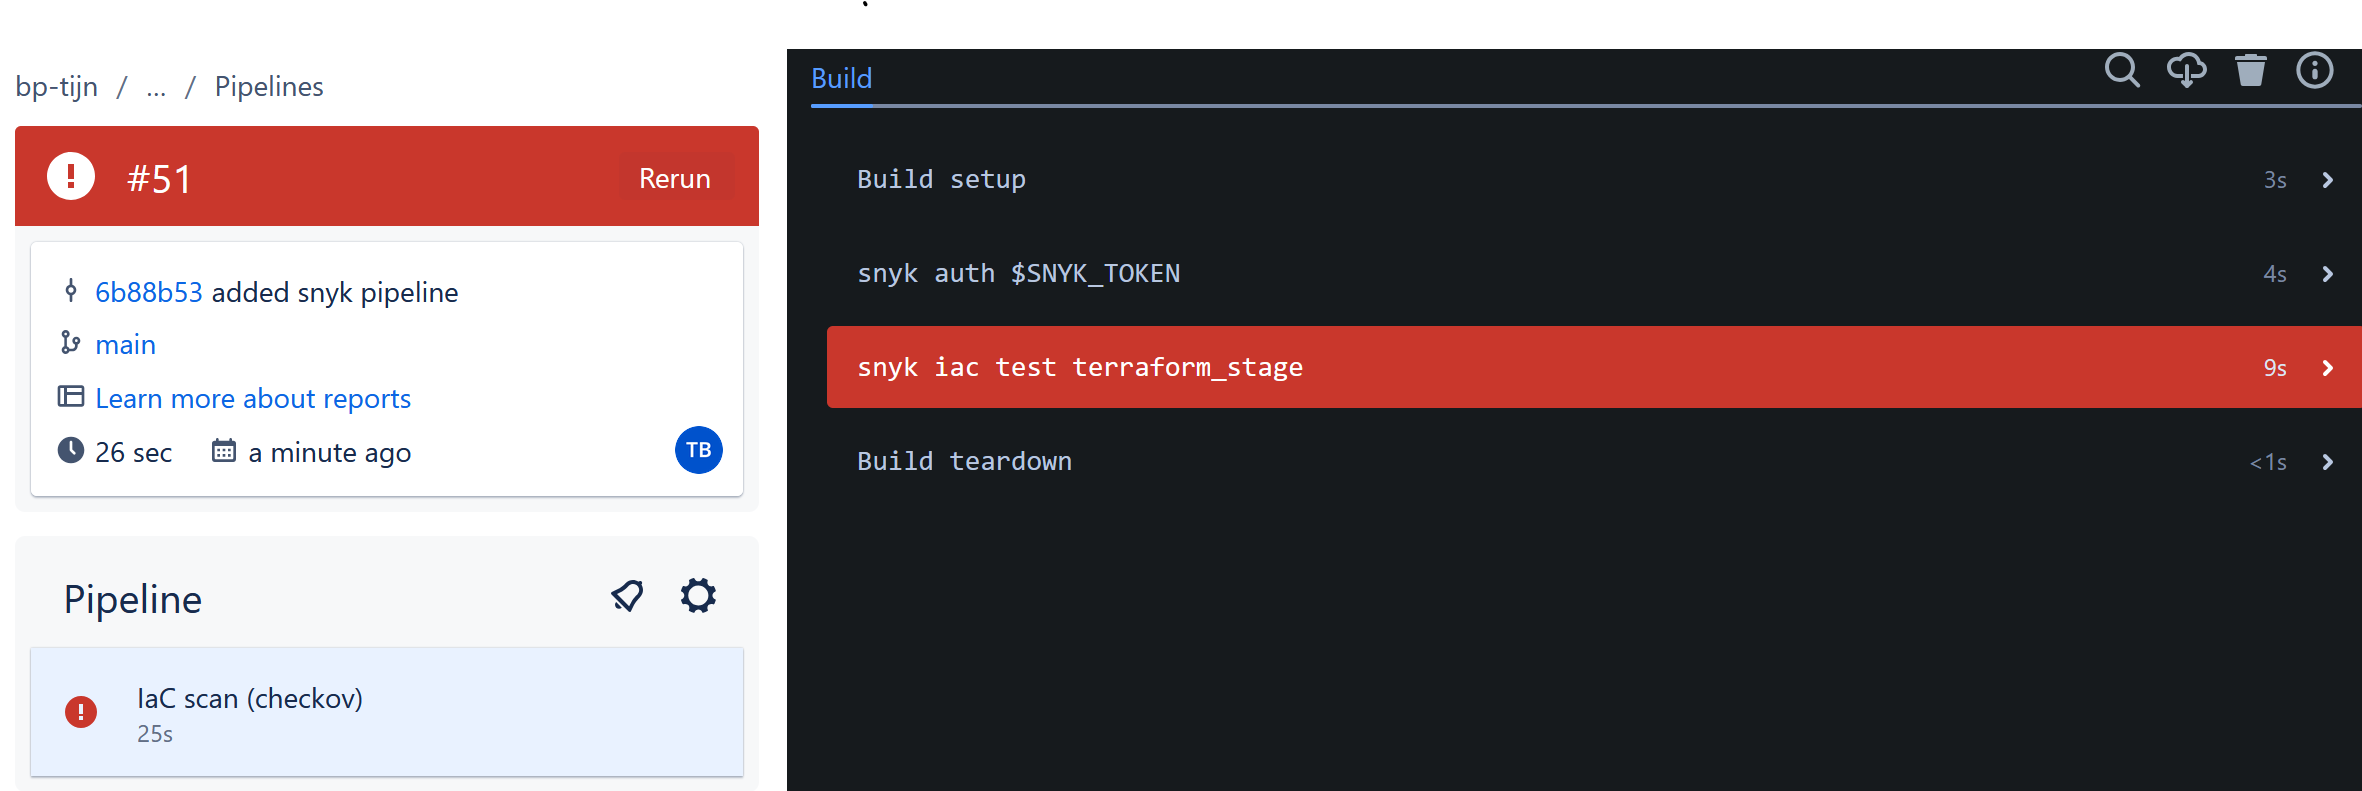 bp-tijn / ... / Pipelines
#51
Rerun
6b88b53 added snyk pipeline
main
Learn more about reports
26 sec a minute ago
TB
Pipeline
IaC scan (checkov)
25s
Build
Build setup 3s
snyk auth $SNYK_TOKEN 4s
snyk iac test terraform_stage 9s
Build teardown <1s